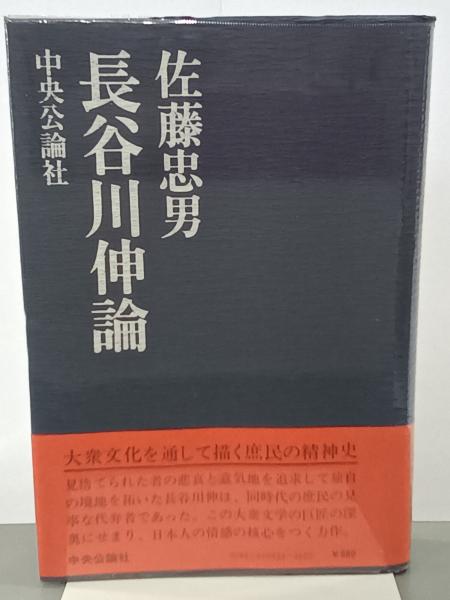 佐藤忠男
長谷川伸論
中央公論社
大衆文化を通して描く庶民の精神史
見捨てられた者の悲哀と意気地を追求して独自
の境地を拓いた長谷川伸は、同時代の庶民の見
事な代弁者であった。この大衆文学の巨匠の深
奥にせまり、日本人の情感の核心をつく力作。
中央公論社
¥980